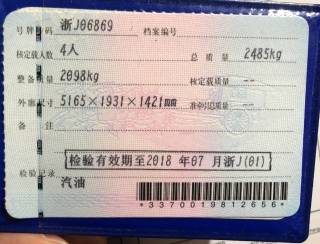 号牌号码 浙J06869 档案编号
核定载人数 4人 总质量 2485kg
整备质量 2098kg 核定载质量 --
外廓尺寸 5165×1931×1421mm 准牵引总质量 --
备注
检验有效期至2018 年07 月浙J(01)
检验记录
汽油
*3370019812656*